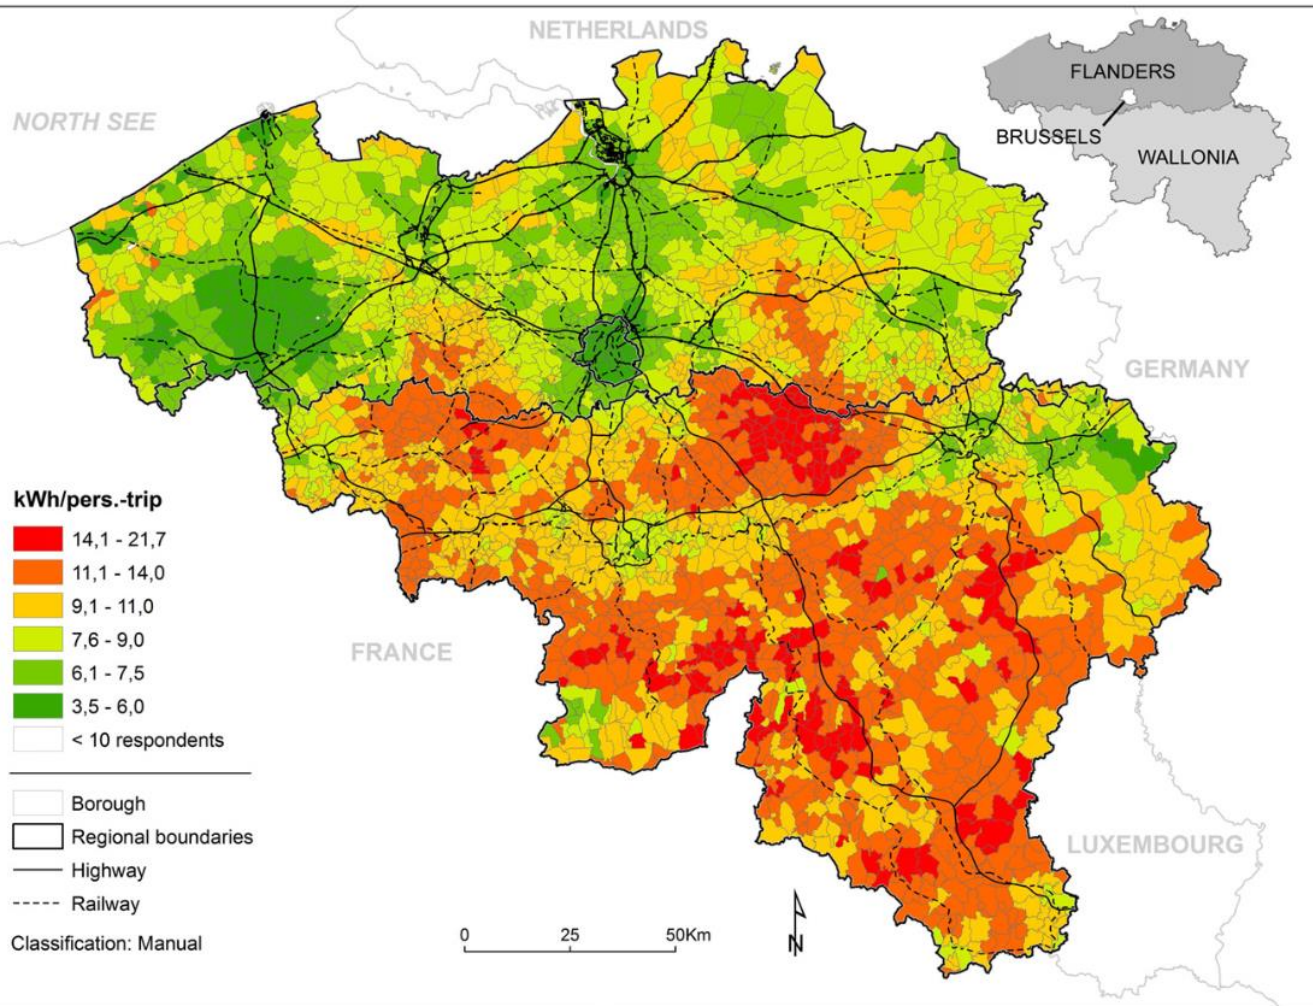 NETHERLANDS
FLANDERS
NORTH SEE
BRUSSELS
WALLONIA
GERMANY
kWh/pers.-trip
14,1 - 21,7
11,1 - 14,0
9,1 - 11,0
7,6 - 9,0
6,1 - 7,5
3,5 - 6,0
< 10 respondents
FRANCE
Borough
Regional boundaries
Highway
LUXEMBOURG
Railway
Classification: Manual
0 25 50Km
N